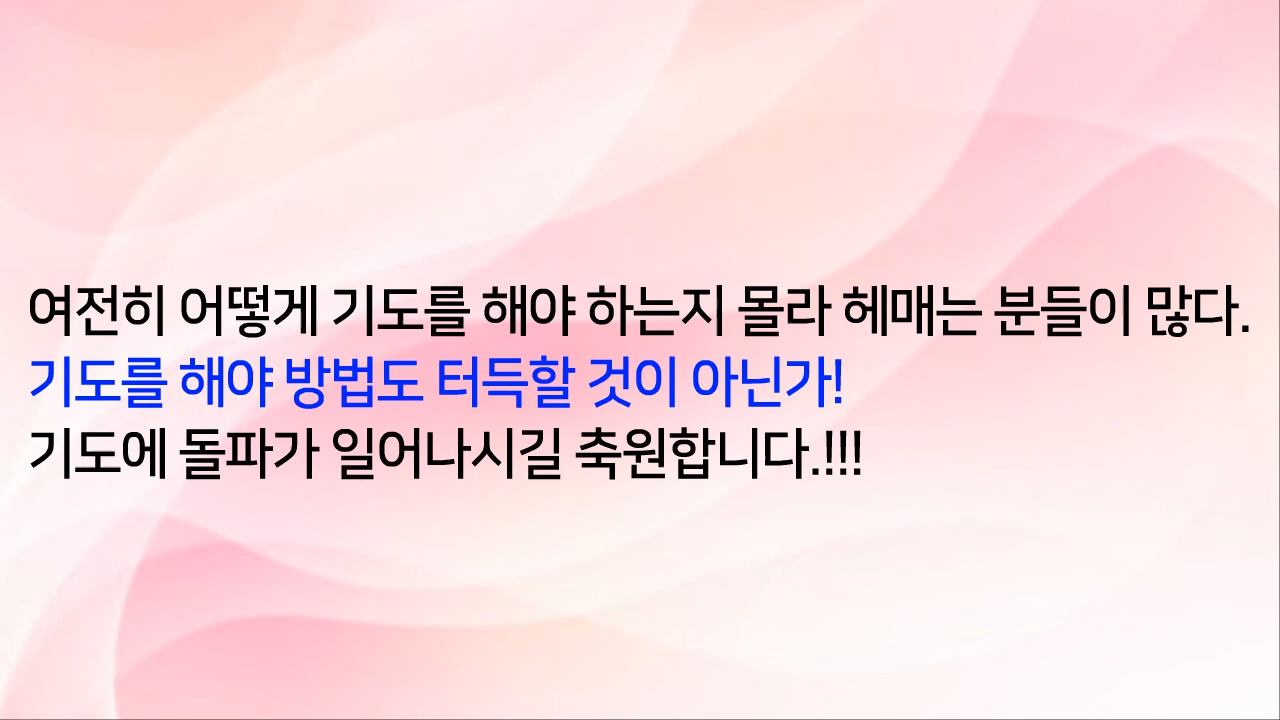 여전히 어떻게 기도를 해야 하는지 몰라 헤매는 분들이 많다.
기도를 해야 방법도 터득할 것이 아닌가!
기도에 돌파가 일어나시길 축원합니다.!!!